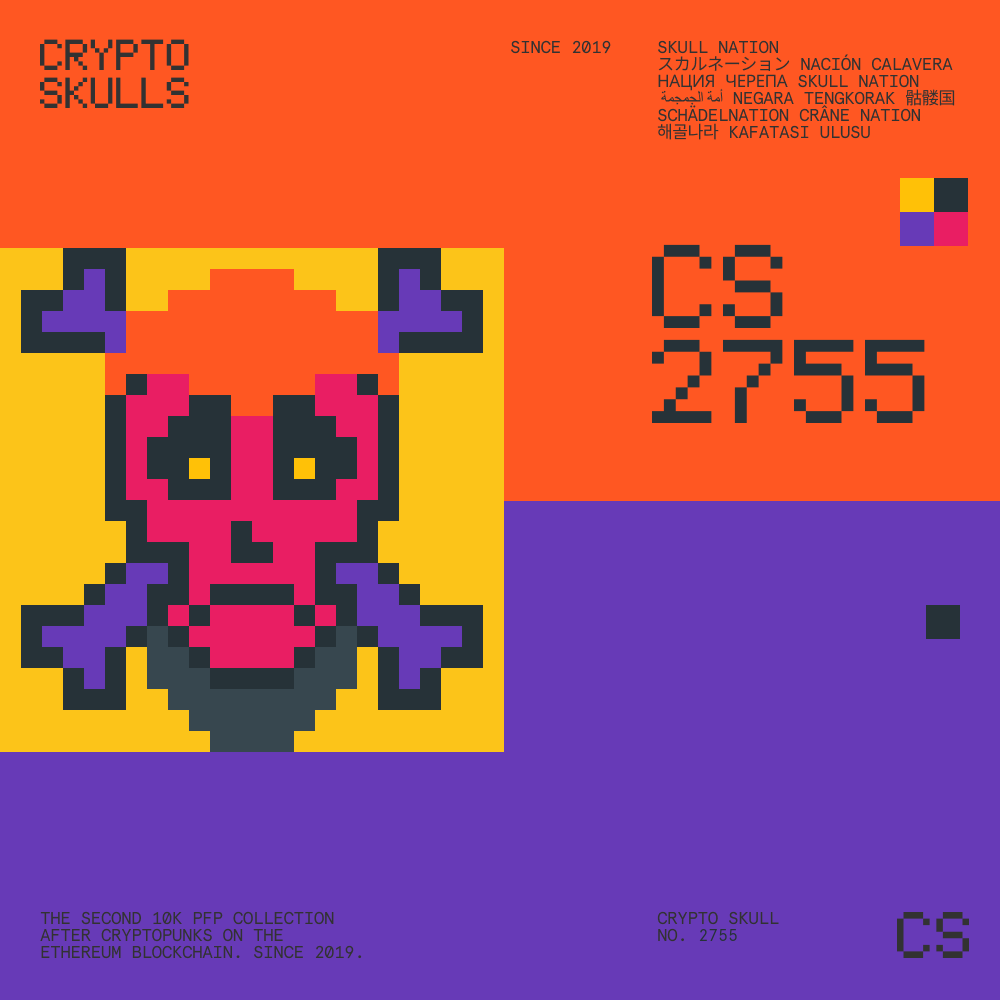 CRYPTO
SKULLS
SINCE 2019
SKULL NATION
スカルネーション NACIÓN CALAVERA
НАЦИЯ ЧЕРЕПА SKULL NATION
أمة الجمجمة NEGARA TENGKORAK 骷髅国
SCHÄDELNATION CRÂNE NATION
해골나라 KAFATASI ULUSU
CS
2755
THE SECOND 10K PFP COLLECTION
AFTER CRYPTOPUNKS ON THE
ETHEREUM BLOCKCHAIN. SINCE 2019.
CRYPTO SKULL
NO. 2755
CS